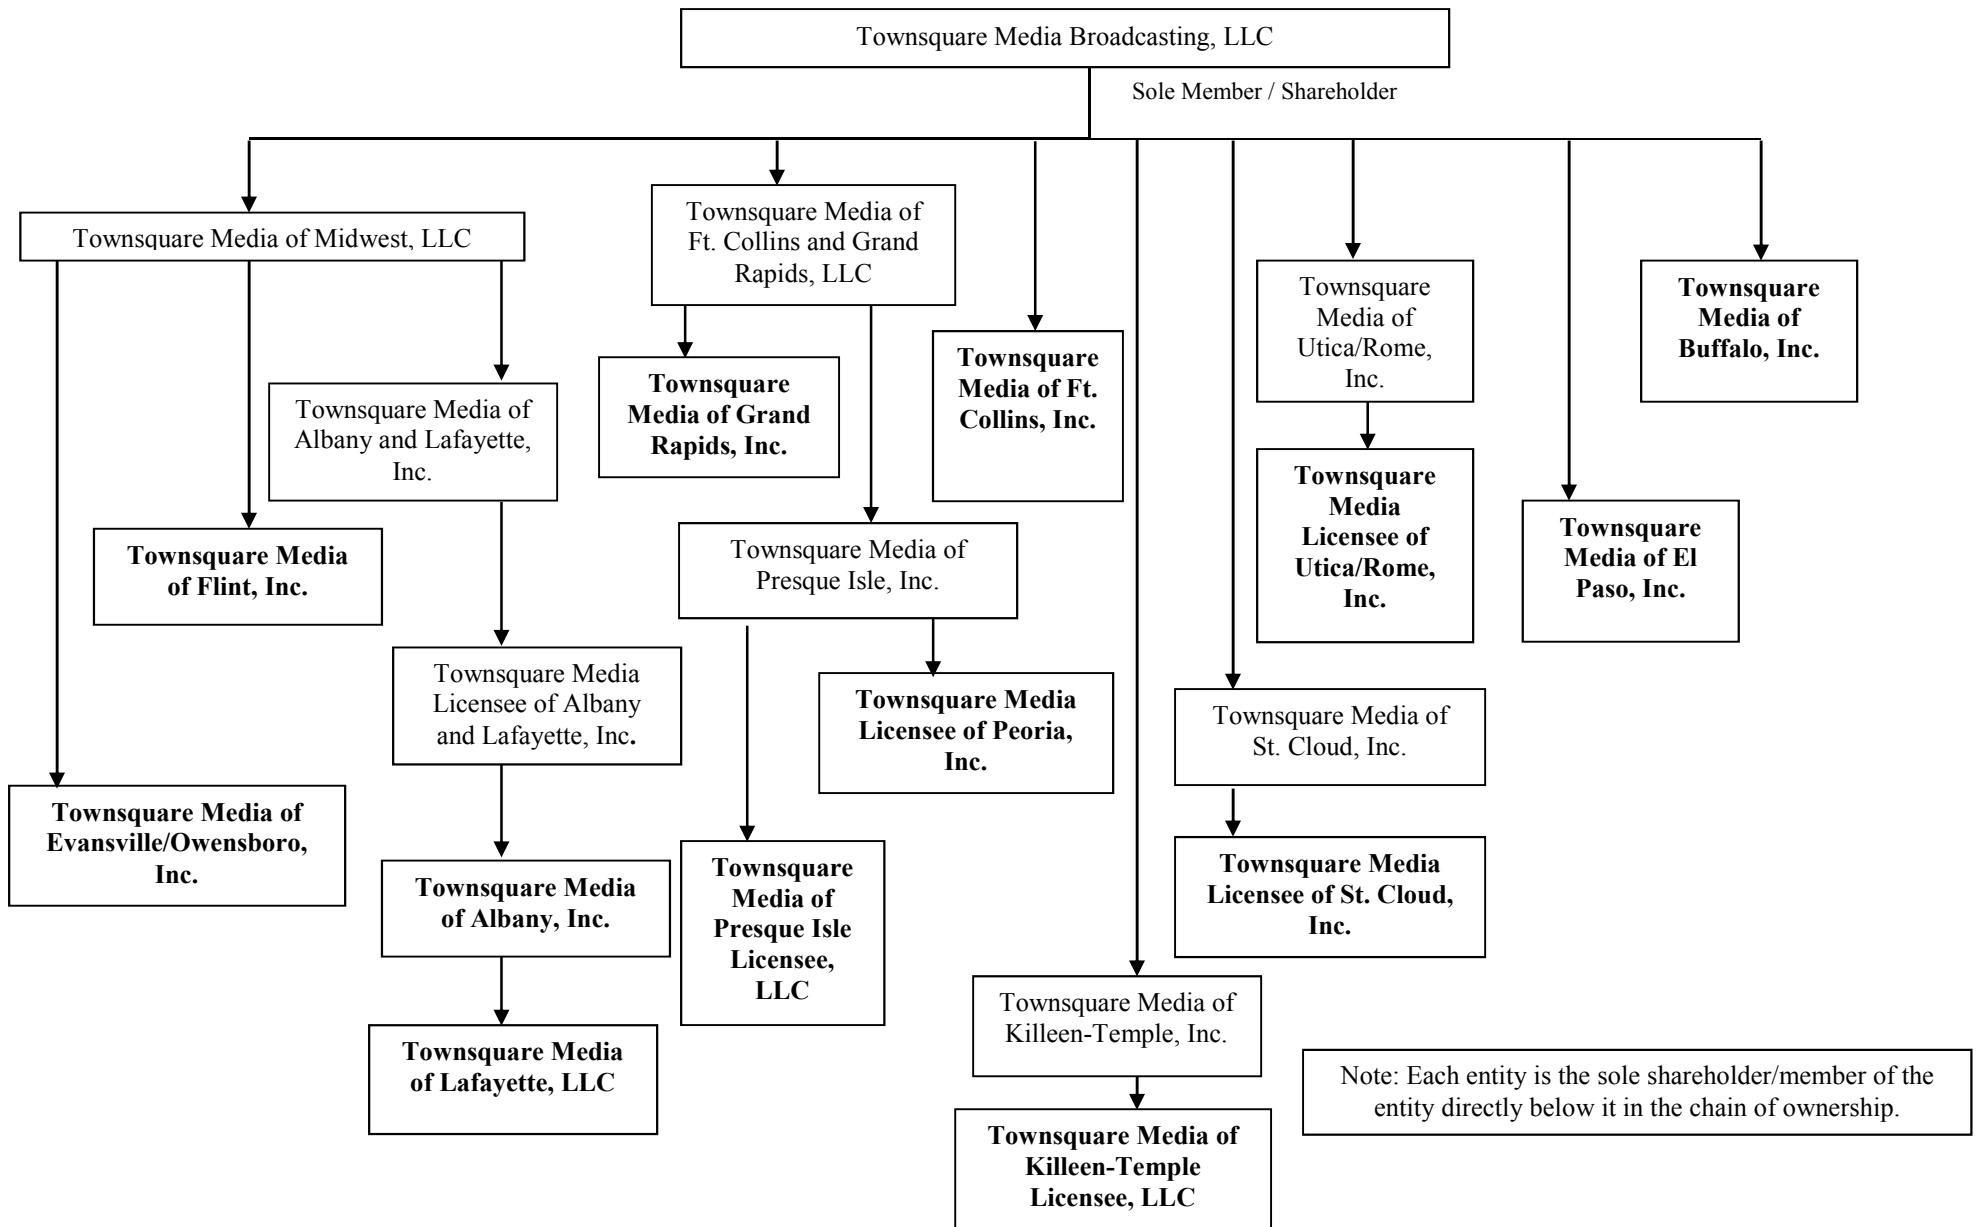 Townsquare Media Broadcasting, LLC
Sole Member / Shareholder
Townsquare Media of Midwest, LLC
Townsquare Media of
Ft. Collins and Grand
Rapids, LLC
Townsquare
Media of
Utica/Rome,
Inc.
Townsquare
Media of
Buffalo, Inc.
Townsquare
Media of Grand
Rapids, Inc.
Townsquare
Media of Ft.
Collins, Inc.
Townsquare Media of
Albany and Lafayette,
Inc.
Townsquare
Media
Licensee of
Utica/Rome,
Inc.
Townsquare
Media of El
Paso, Inc.
Townsquare Media
of Flint, Inc.
Townsquare Media of
Presque Isle, Inc.
Townsquare Media
Licensee of Albany
and Lafayette, Inc.
Townsquare Media
Licensee of Peoria,
Inc.
Townsquare Media of
St. Cloud, Inc.
Townsquare Media of
Evansville/Owensboro,
Inc.
Townsquare Media
of Albany, Inc.
Townsquare
Media of
Presque Isle
Licensee,
LLC
Townsquare Media
Licensee of St. Cloud,
Inc.
Townsquare Media of
Killeen-Temple, Inc.
Townsquare Media
of Lafayette, LLC
Note: Each entity is the sole shareholder/member of the
entity directly below it in the chain of ownership.
Townsquare Media of
Killeen-Temple
Licensee, LLC